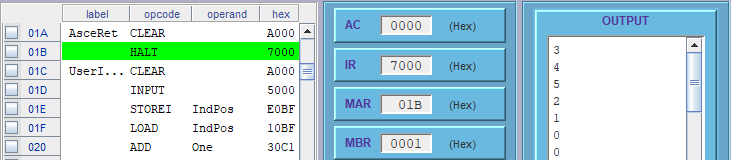 label opcode operand hex
01A AsceRet CLEAR A000
01B HALT 7000
01C UserI... CLEAR A000
01D INPUT 5000
01E STOREI IndPos E0BF
01F LOAD IndPos 10BF
020 ADD One 30C1
AC 0000 (Hex)
IR 7000 (Hex)
MAR 01B (Hex)
MBR 0001 (Hex)
OUTPUT
3
4
5
2
1
0
0